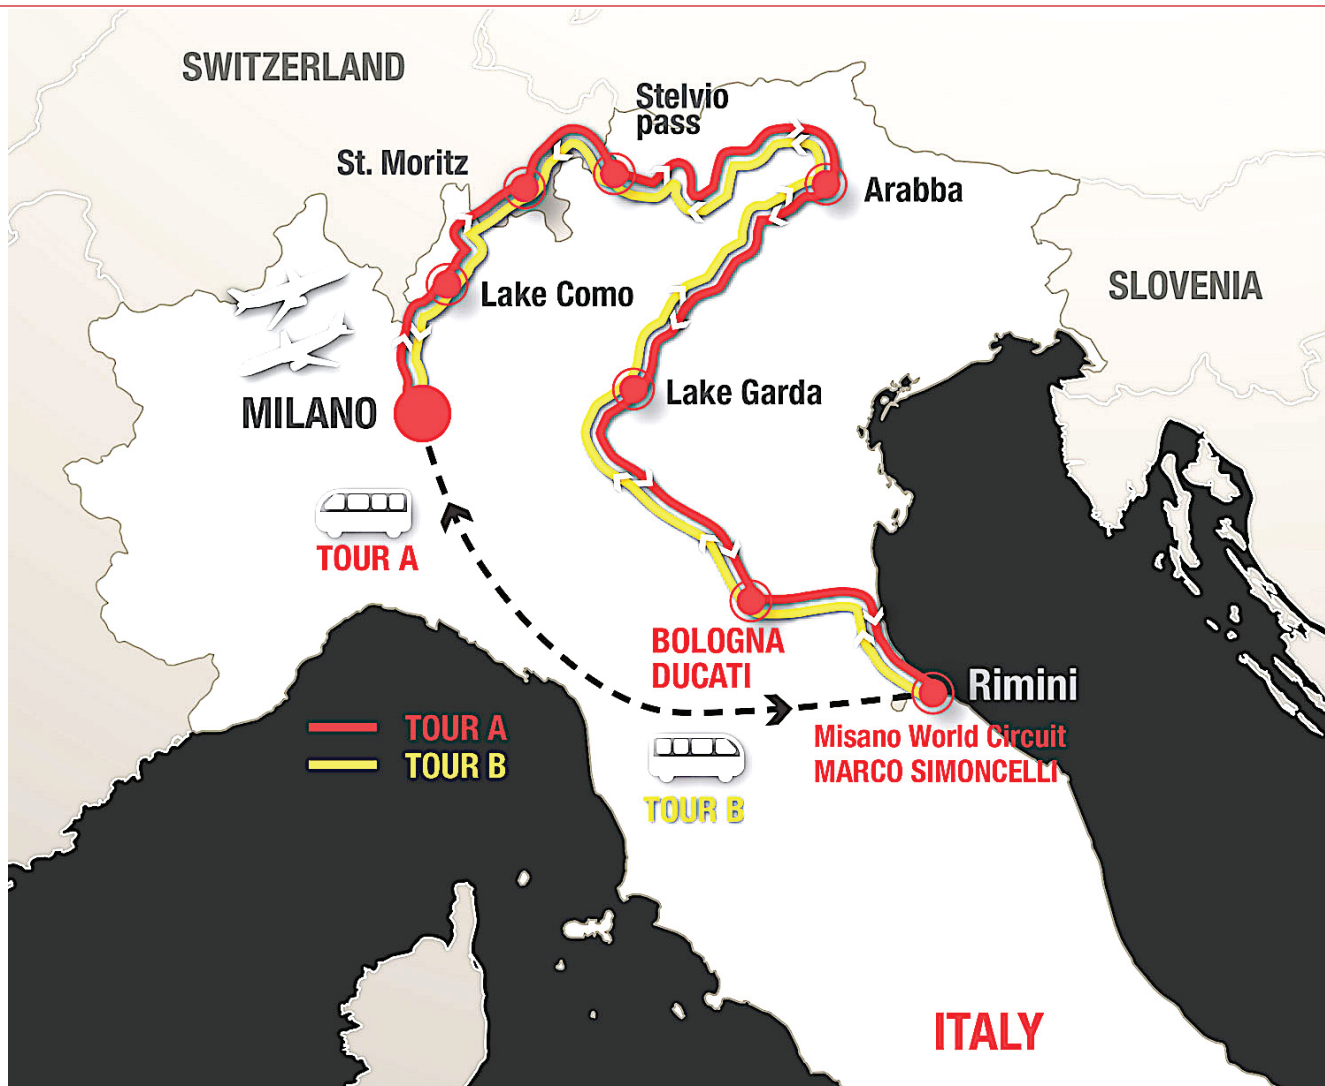 SWITZERLAND
Stelvio
pass
St. Moritz
Arabba
SLOVENIA
Lake Como
Lake Garda
MILANO
TOUR A
BOLOGNA
DUCATI
Rimini
Misano World Circuit
MARCO SIMONCELLI
TOUR A
TOUR B
TOUR B
ITALY